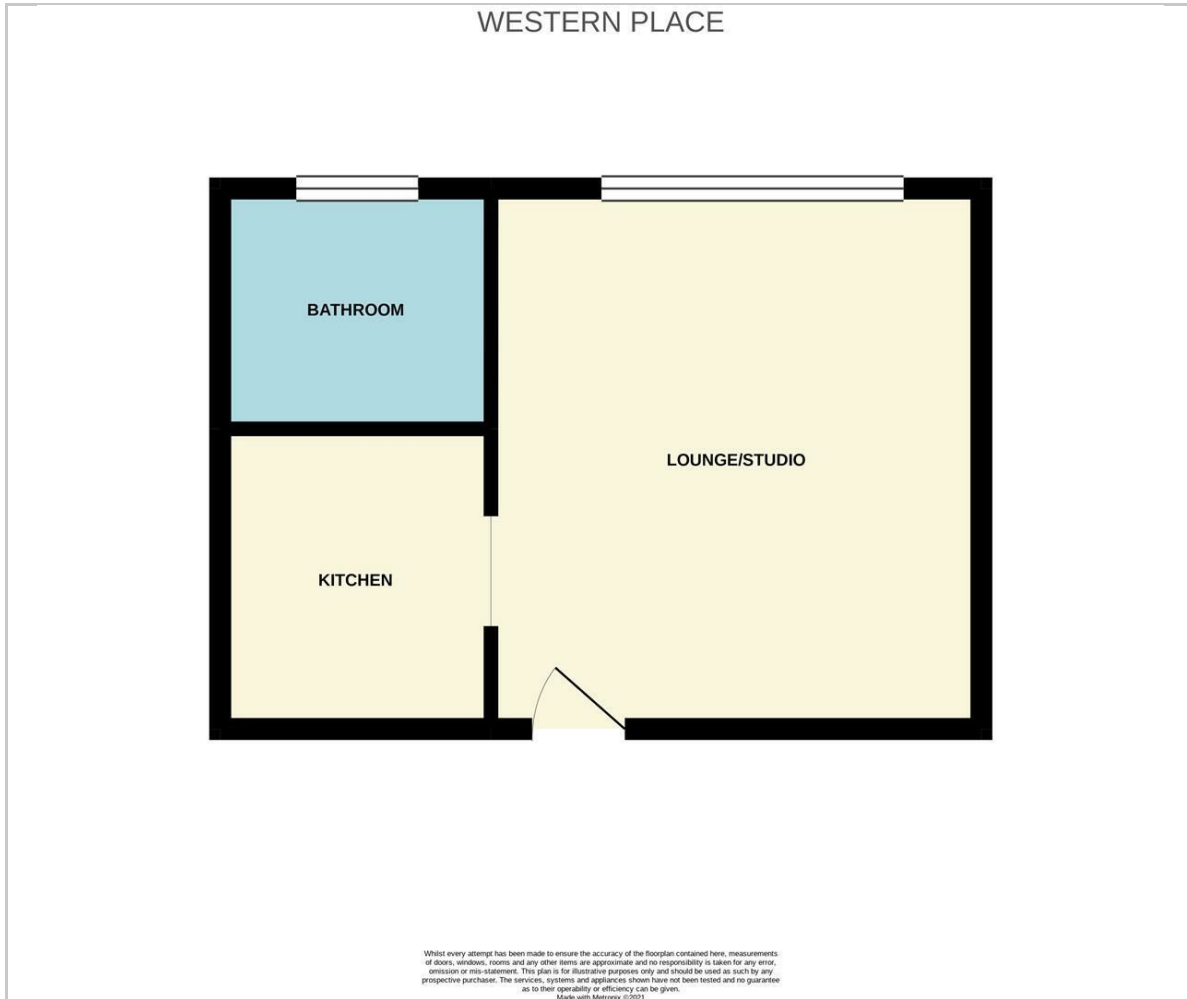 WESTERN PLACE
BATHROOM
LOUNGE/STUDIO
KITCHEN
Whilst every attempt has been made to ensure the accuracy of the floorplan contained here, measurements
of doors, windows, rooms and any other items are approximate and no responsibility is taken for any error,
omission or mis-statement. This plan is for illustrative purposes only and should be used as such by any
prospective purchaser. The services, systems and appliances shown have not been tested and no guarantee
as to their operability or efficiency can be given.
Made with Metropix ©2021